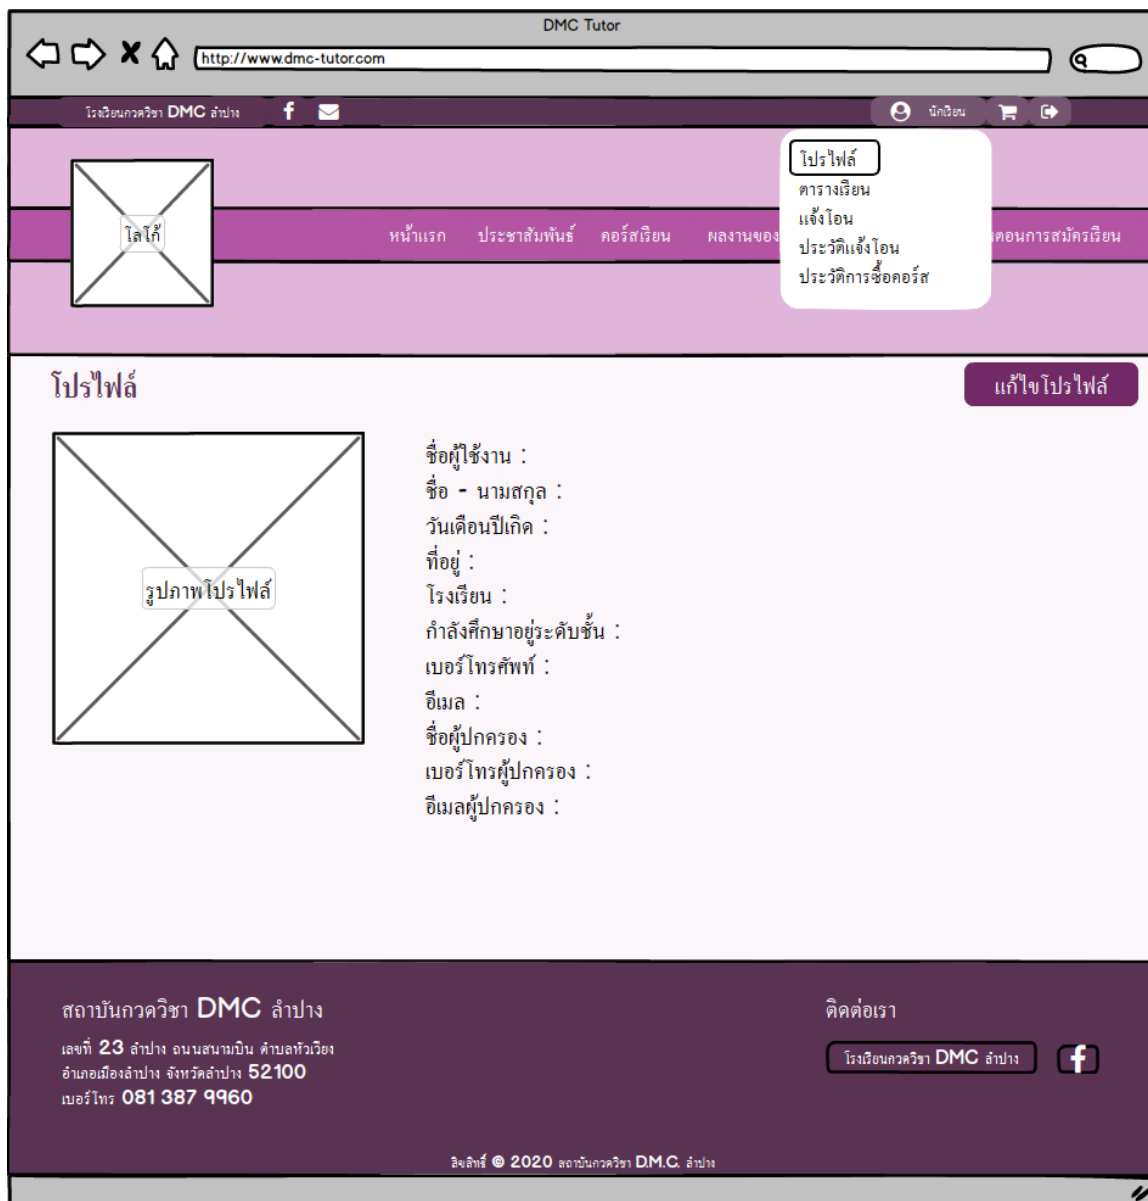 DMC Tutor
http://www.dmc-tutor.com
โรงเรียนกวดวิชา DMC ลำปาง
นักเรียน
โปรไฟล์
ตารางเรียน
แจ้งโอน
ประวัติแจ้งโอน
ประวัติการซื้อคอร์ส
โลโก้
หน้าแรก ประชาสัมพันธ์ คอร์สเรียน ผลงานของ ตอนการสมัครเรียน
โปรไฟล์
แก้ไขโปรไฟล์
รูปภาพโปรไฟล์
ชื่อผู้ใช้งาน :
ชื่อ - นามสกุล :
วันเดือนปีเกิด :
ที่อยู่ :
โรงเรียน :
กำลังศึกษาอยู่ระดับชั้น :
เบอร์โทรศัพท์ :
อีเมล :
ชื่อผู้ปกครอง :
เบอร์โทรผู้ปกครอง :
อีเมลผู้ปกครอง :
สถาบันกวดวิชา DMC ลำปาง
เลขที่ 23 ลำปาง ถนนสนามบิน ตำบลหัวเวียง
อำเภอเมืองลำปาง จังหวัดลำปาง 52100
เบอร์โทร 081 387 9960
ติดต่อเรา
โรงเรียนกวดวิชา DMC ลำปาง
ลิขสิทธิ์ © 2020 สถาบันกวดวิชา D.M.C. ลำปาง